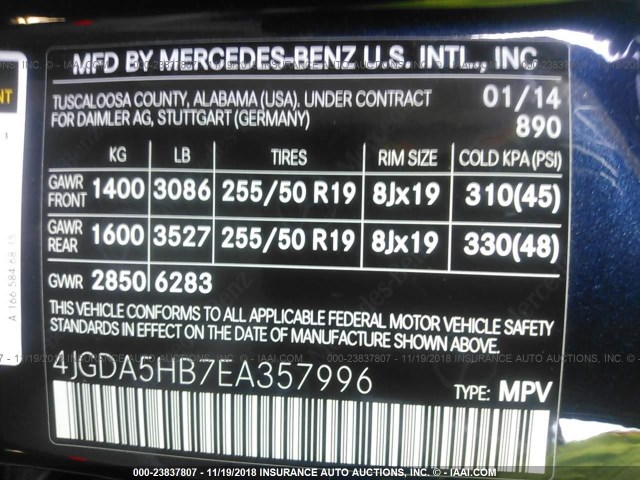 MFD BY MERCEDES-BENZ U.S. INTL., INC
TUSCALOOSA COUNTY, ALABAMA (USA), UNDER CONTRACT 01/14
FOR DAIMLER AG, STUTTGART (GERMANY) 890
KG LB TIRES RIM SIZE COLD KPA (PSI)
GAWR FRONT 1400 3086 255/50 R19 8Jx19 310(45)
GAWR REAR 1600 3527 255/50 R19 8Jx19 330(48)
GVWR 2850 6283
THIS VEHICLE CONFORMS TO ALL APPLICABLE FEDERAL MOTOR VEHICLE SAFETY
STANDARDS IN EFFECT ON THE DATE OF MANUFACTURE SHOWN ABOVE.
4JGDA5HB7EA357996 TYPE: MPV
A 166 584 68
00-23837807 - 11/19/2018 INSURANCE AUTO AUCTIONS, INC. - © IAAI.COM